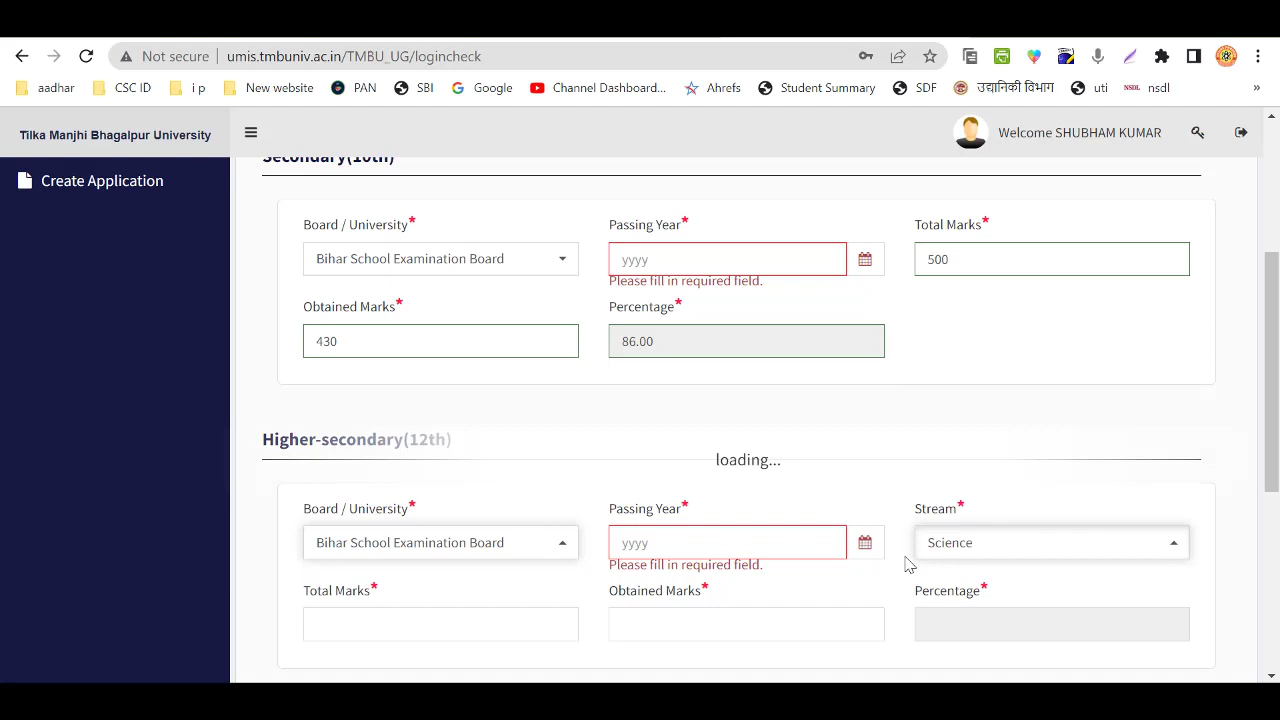 Not secure umis.tmbuniv.ac.in/TMBU_UG/logincheck
aadhar CSC ID i p New website PAN SBI Google Channel Dashboard... Ahrefs Student Summary SDF उद्यानिकी विभाग uti NSDL nsdl »
Tilka Manjhi Bhagalpur University Welcome SHUBHAM KUMAR
Create Application
Secondary(10th)
Board / University* Passing Year* Total Marks*
Bihar School Examination Board yyyy 500
Please fill in required field.
Obtained Marks* Percentage*
430 86.00
Higher-secondary(12th)
loading...
Board / University* Passing Year* Stream*
Bihar School Examination Board yyyy Science
Please fill in required field.
Total Marks* Obtained Marks* Percentage*